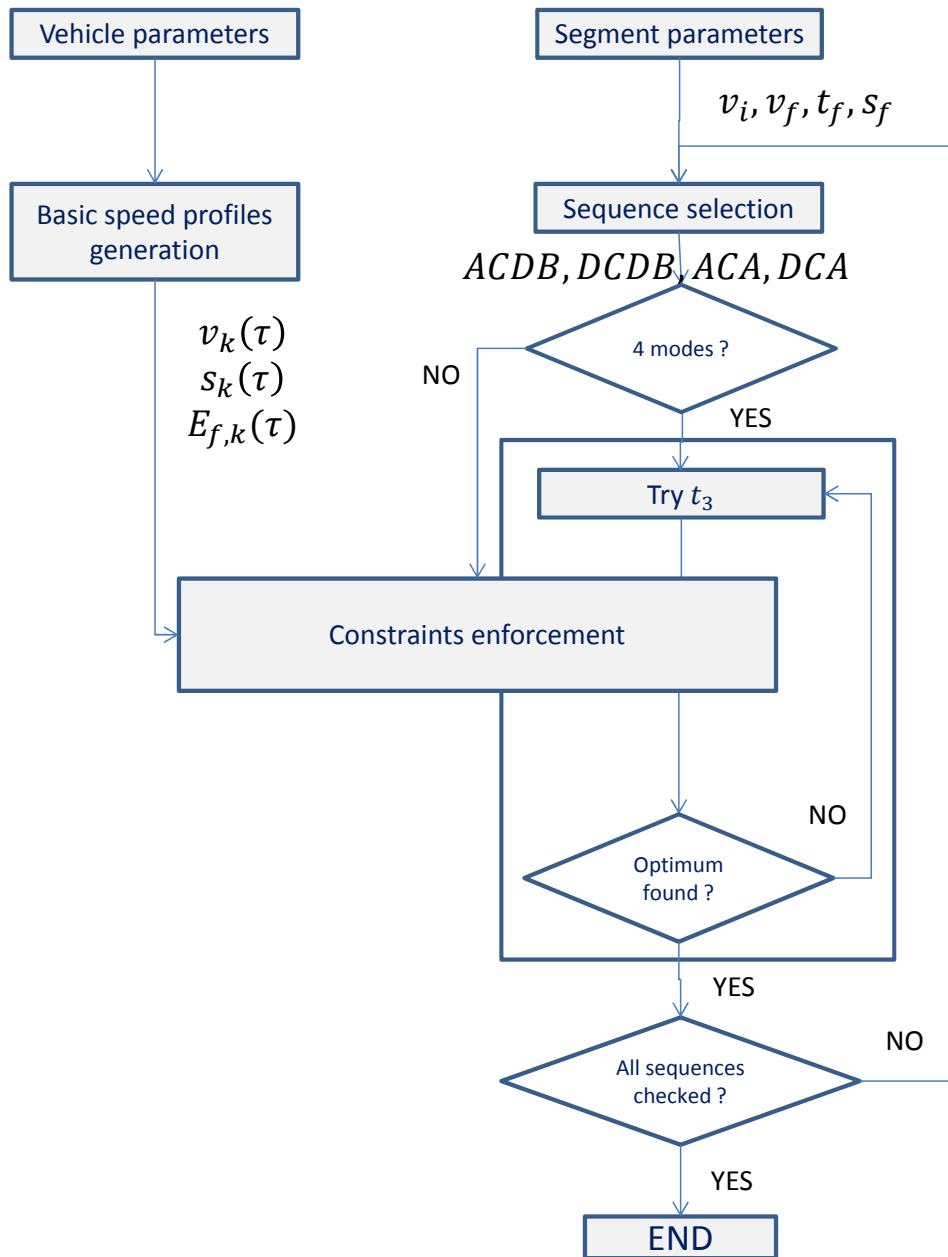 Vehicle parameters
Segment parameters
v_i, v_f, t_f, s_f
Basic speed profiles
generation
Sequence selection
ACDB, DCDB, ACA, DCA
v_k(τ)
s_k(τ)
E_{f,k}(τ)
4 modes ?
NO
YES
Try t_3
Constraints enforcement
NO
Optimum
found ?
YES
NO
All sequences
checked ?
YES
END